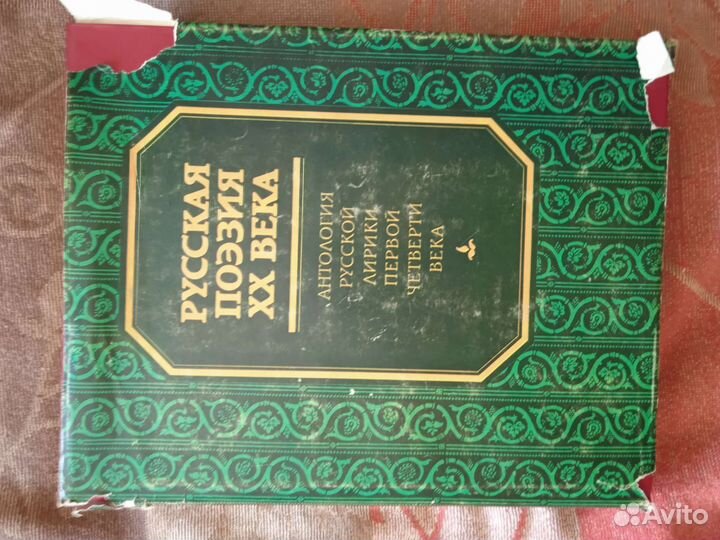 РУССКАЯ
ПОЭЗИЯ
XX ВЕКА
АНТОЛОГИЯ
РУССКОЙ
ЛИРИКИ
ПЕРВОЙ
ЧЕТВЕРТИ
ВЕКА
Avito